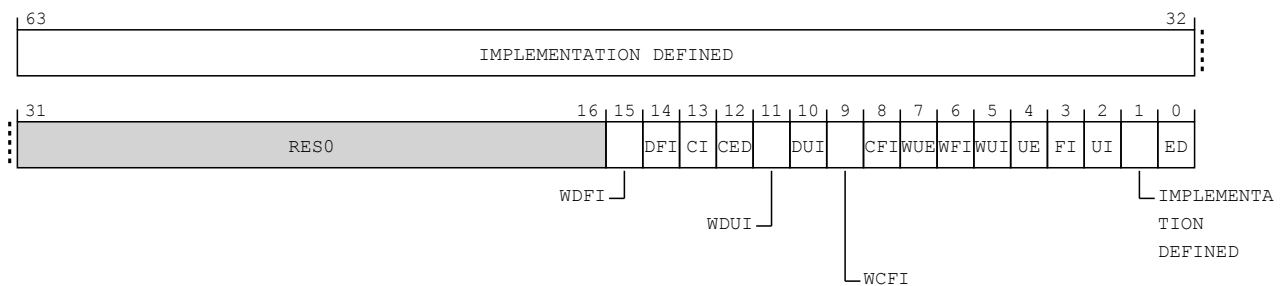 63 32
IMPLEMENTATION DEFINED
31 16 15 14 13 12 11 10 9 8 7 6 5 4 3 2 1 0
RES0 DFI CI CED DUI CFI WUE WFI WUI UE FI UI ED
WDFI
WDUI
WCFI
IMPLEMENTA
TION
DEFINED